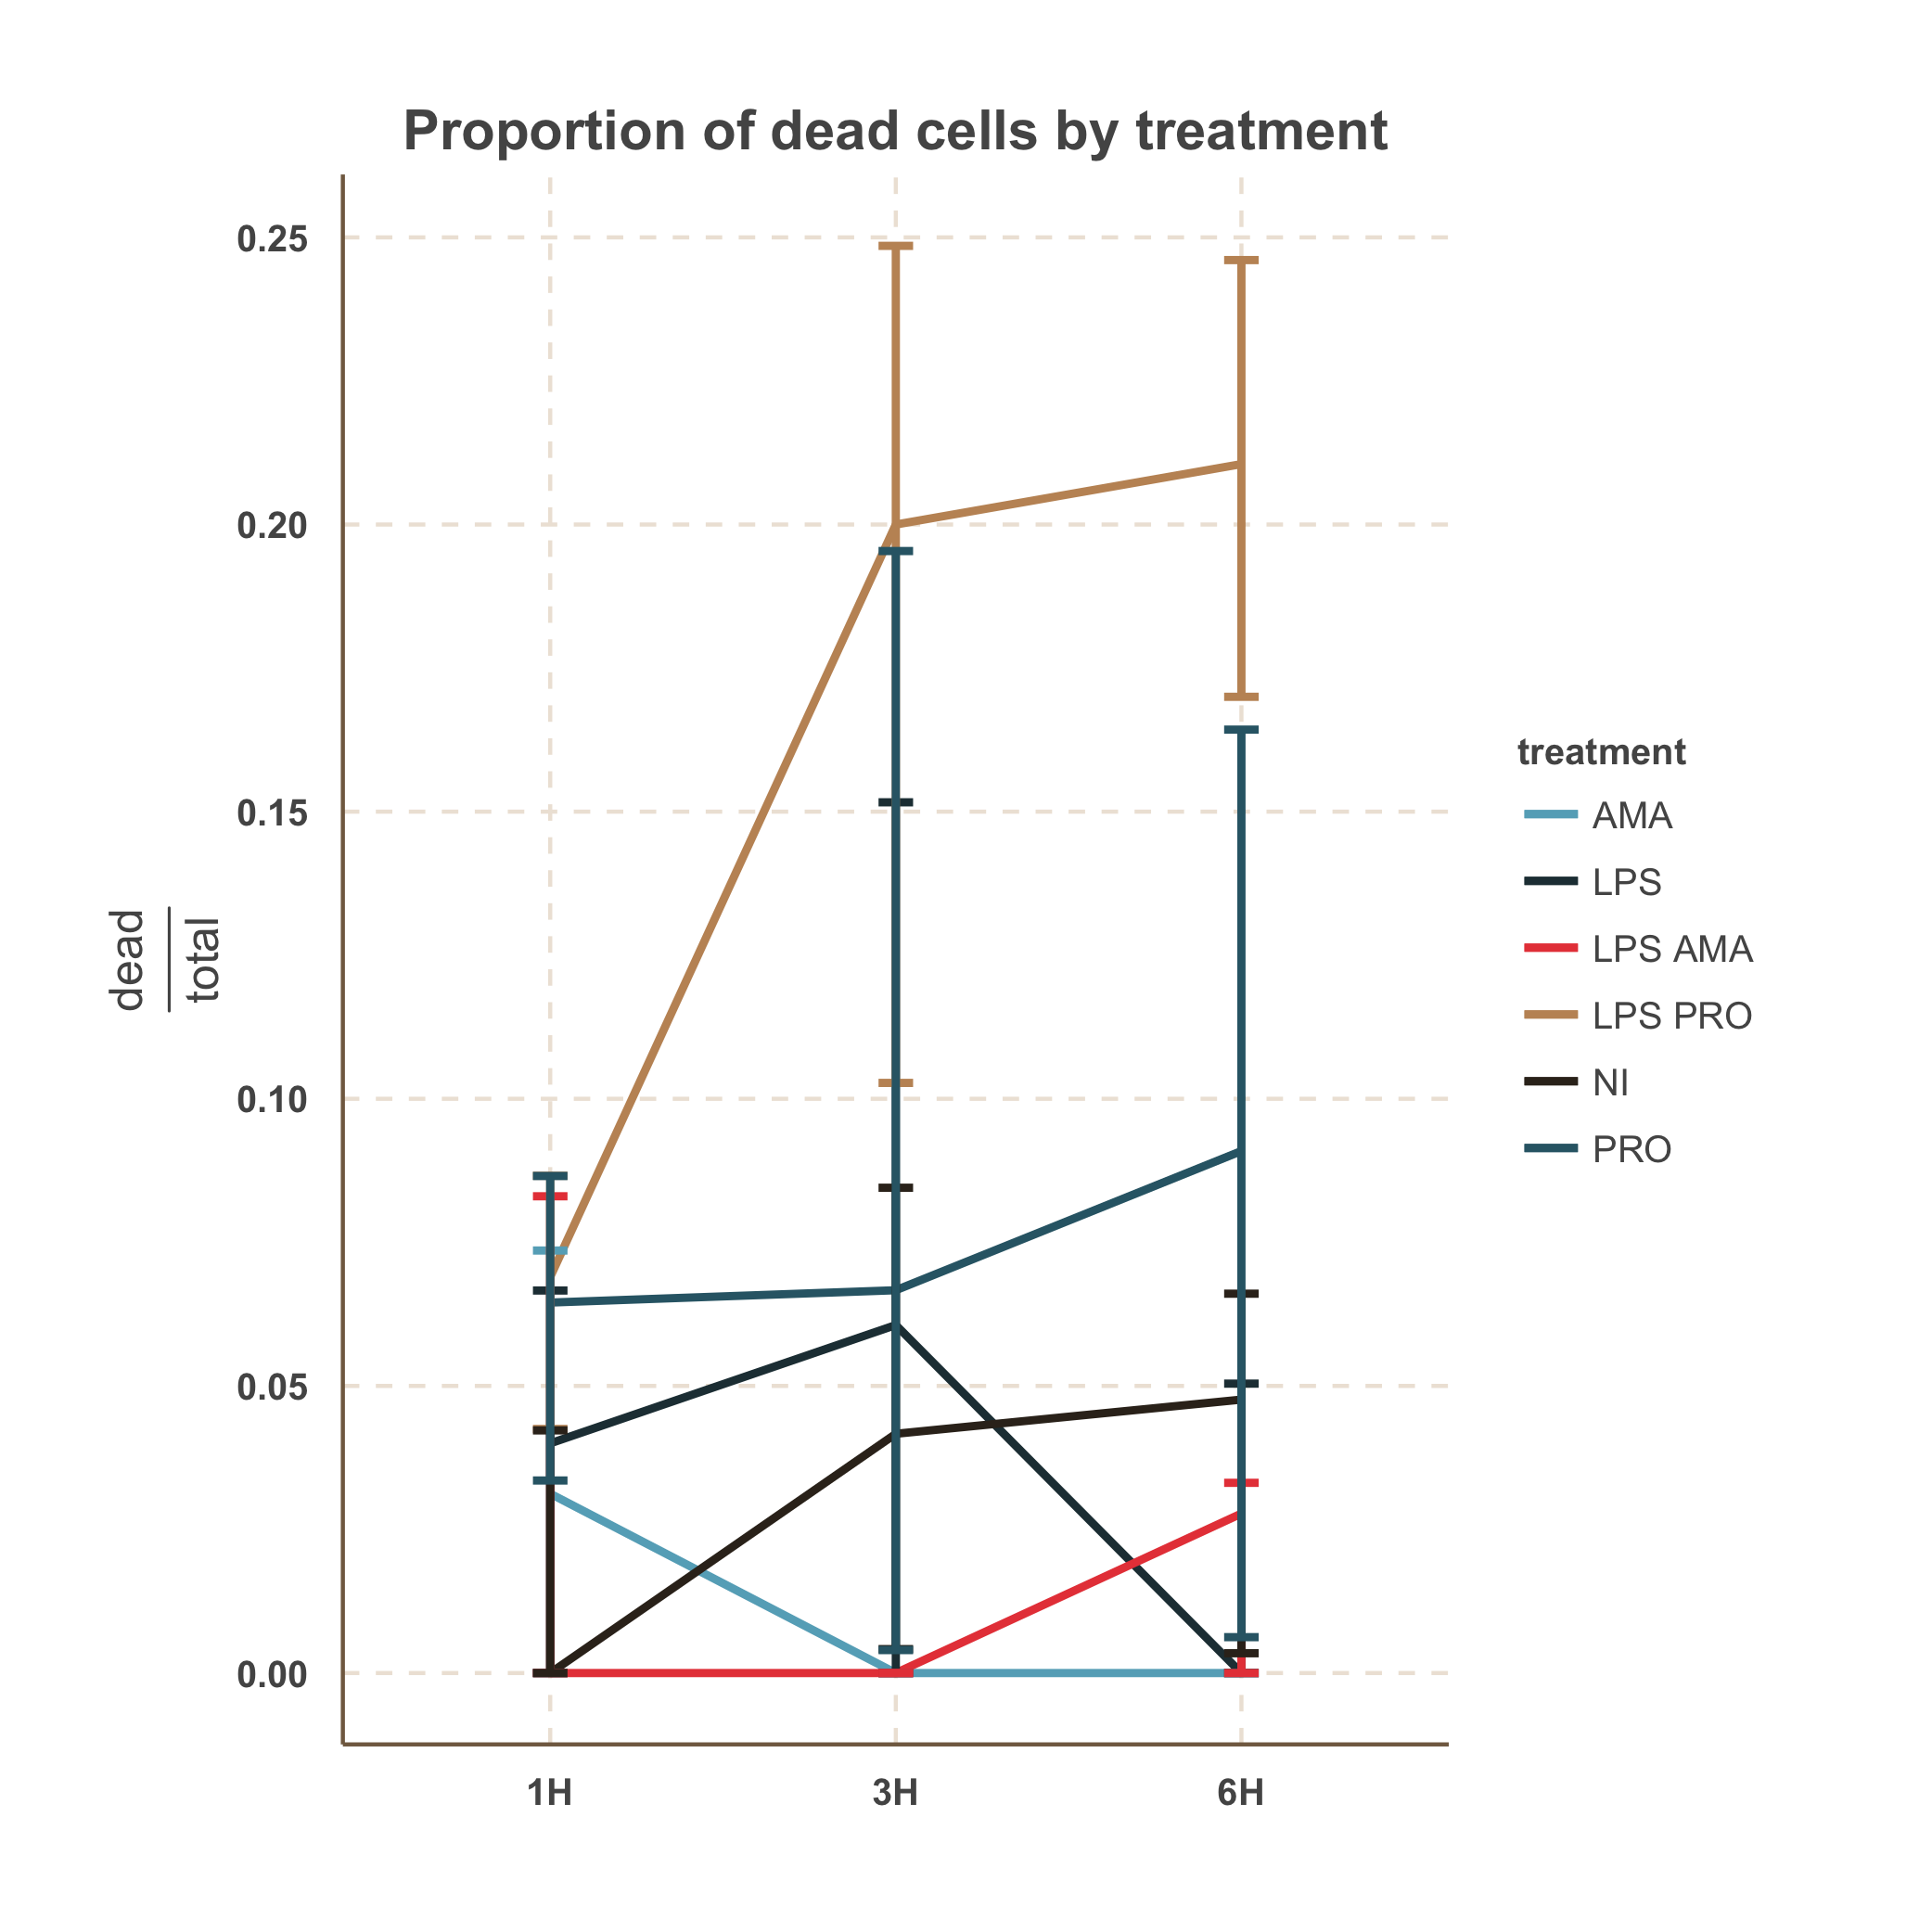 Proportion of dead cells by treatment
0.25
0.20
0.15
0.10
0.05
0.00
dead
total
1H
3H
6H
treatment
AMA
LPS
LPS AMA
LPS PRO
NI
PRO